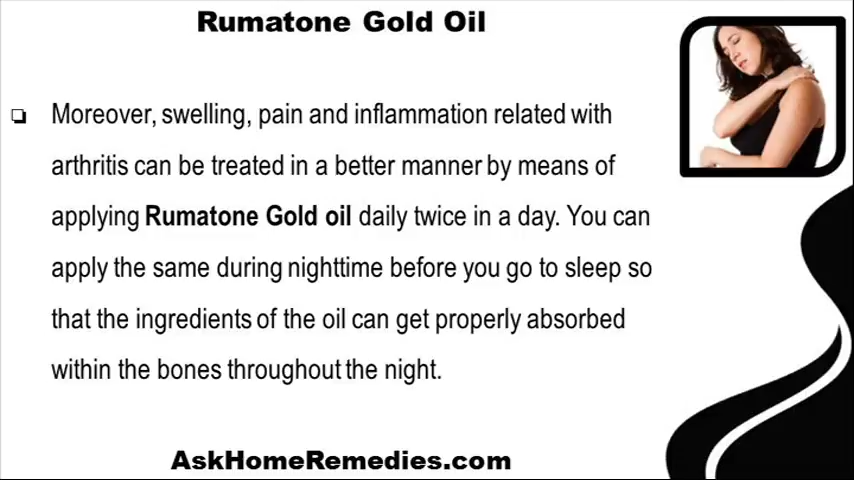 Rumatone Gold Oil
Moreover, swelling, pain and inflammation related with
arthritis can be treated in a better manner by means of
applying Rumatone Gold oil daily twice in a day. You can
apply the same during nighttime before you go to sleep so
that the ingredients of the oil can get properly absorbed
within the bones throughout the night.
AskHomeRemedies.com